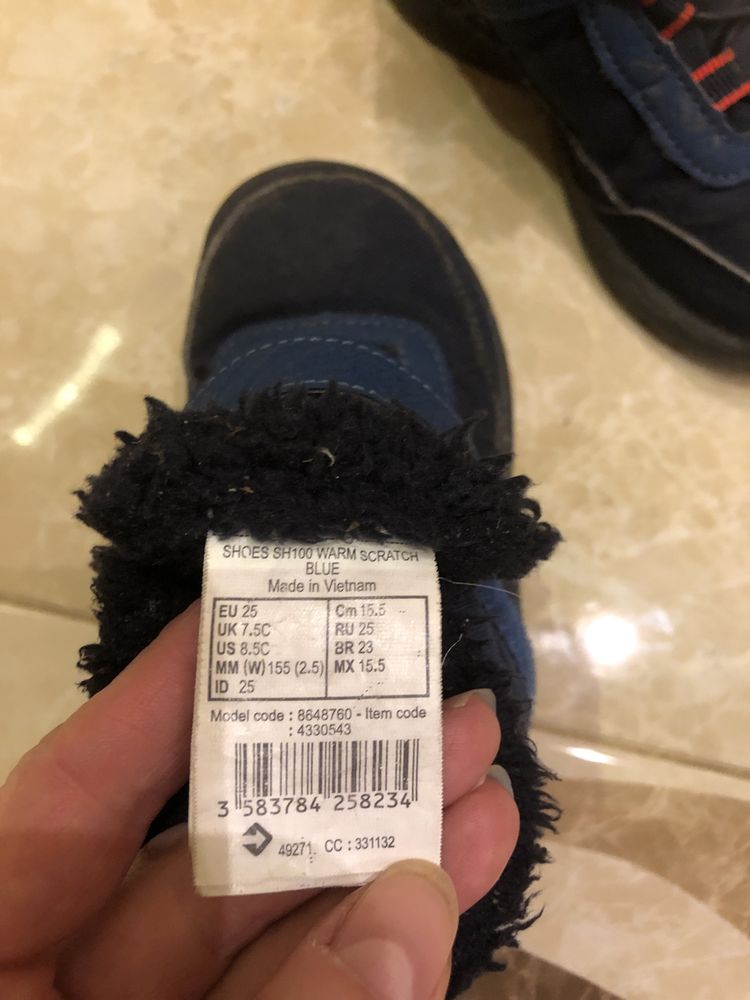 SHOES SH100 WARM SCRATCH
BLUE
Made in Vietnam
EU 25 Cm 15.5
UK 7.5C RU 25
US 8.5C BR 23
MM (W)155 (2.5) MX 15.5
ID 25
Model code : 8648760 - Item code
: 4330543
3 583784 258234
49271. CC : 331132